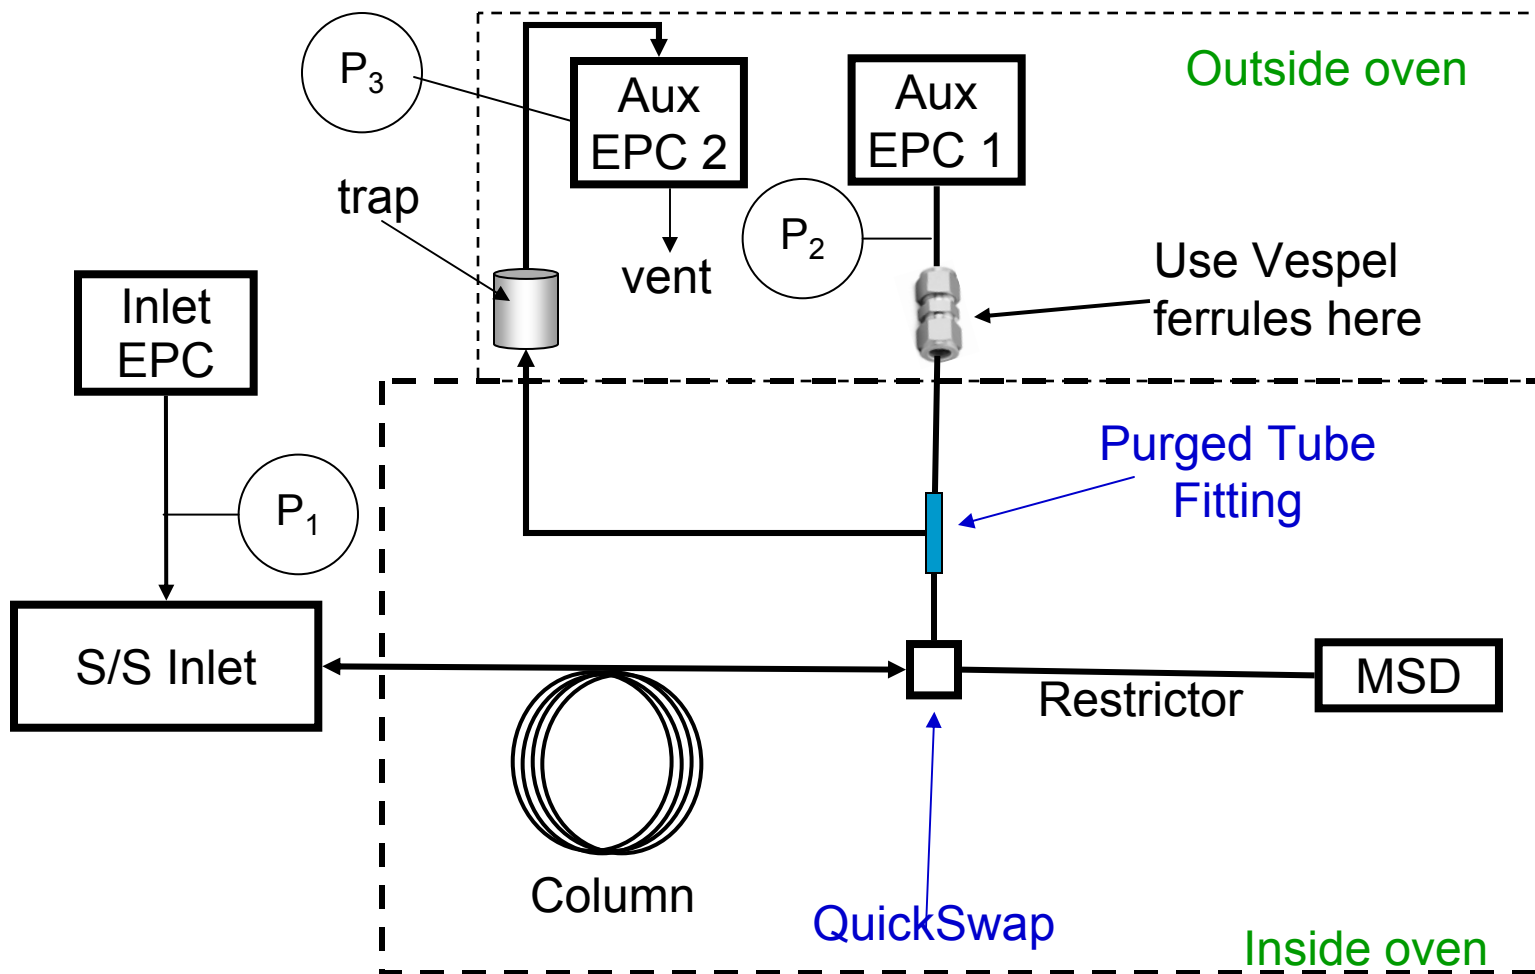 Outside oven
P3
Aux
EPC 2
Aux
EPC 1
trap
P2
vent
Use Vespel
ferrules here
Inlet
EPC
Purged Tube
Fitting
P1
S/S Inlet
MSD
Restrictor
Column
QuickSwap
Inside oven